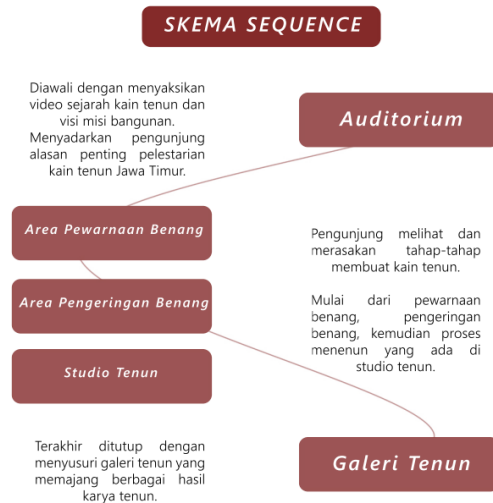 SKEMA SEQUENCE
Diawali dengan menyaksikan
video sejarah kain tenun dan
visi misi bangunan.
Menyadarkan pengunjung
alasan penting pelestarian
kain tenun Jawa Timur.
Auditorium
Area Pewarnaan Benang
Area Pengeringan Benang
Studio Tenun
Pengunjung melihat dan
merasakan tahap-tahap
membuat kain tenun.
Mulai dari pewarnaan
benang, pengeringan
benang, kemudian proses
menenun yang ada di
studio tenun.
Terakhir ditutup dengan
menyusuri galeri tenun yang
memajang berbagai hasil
karya tenun.
Galeri Tenun